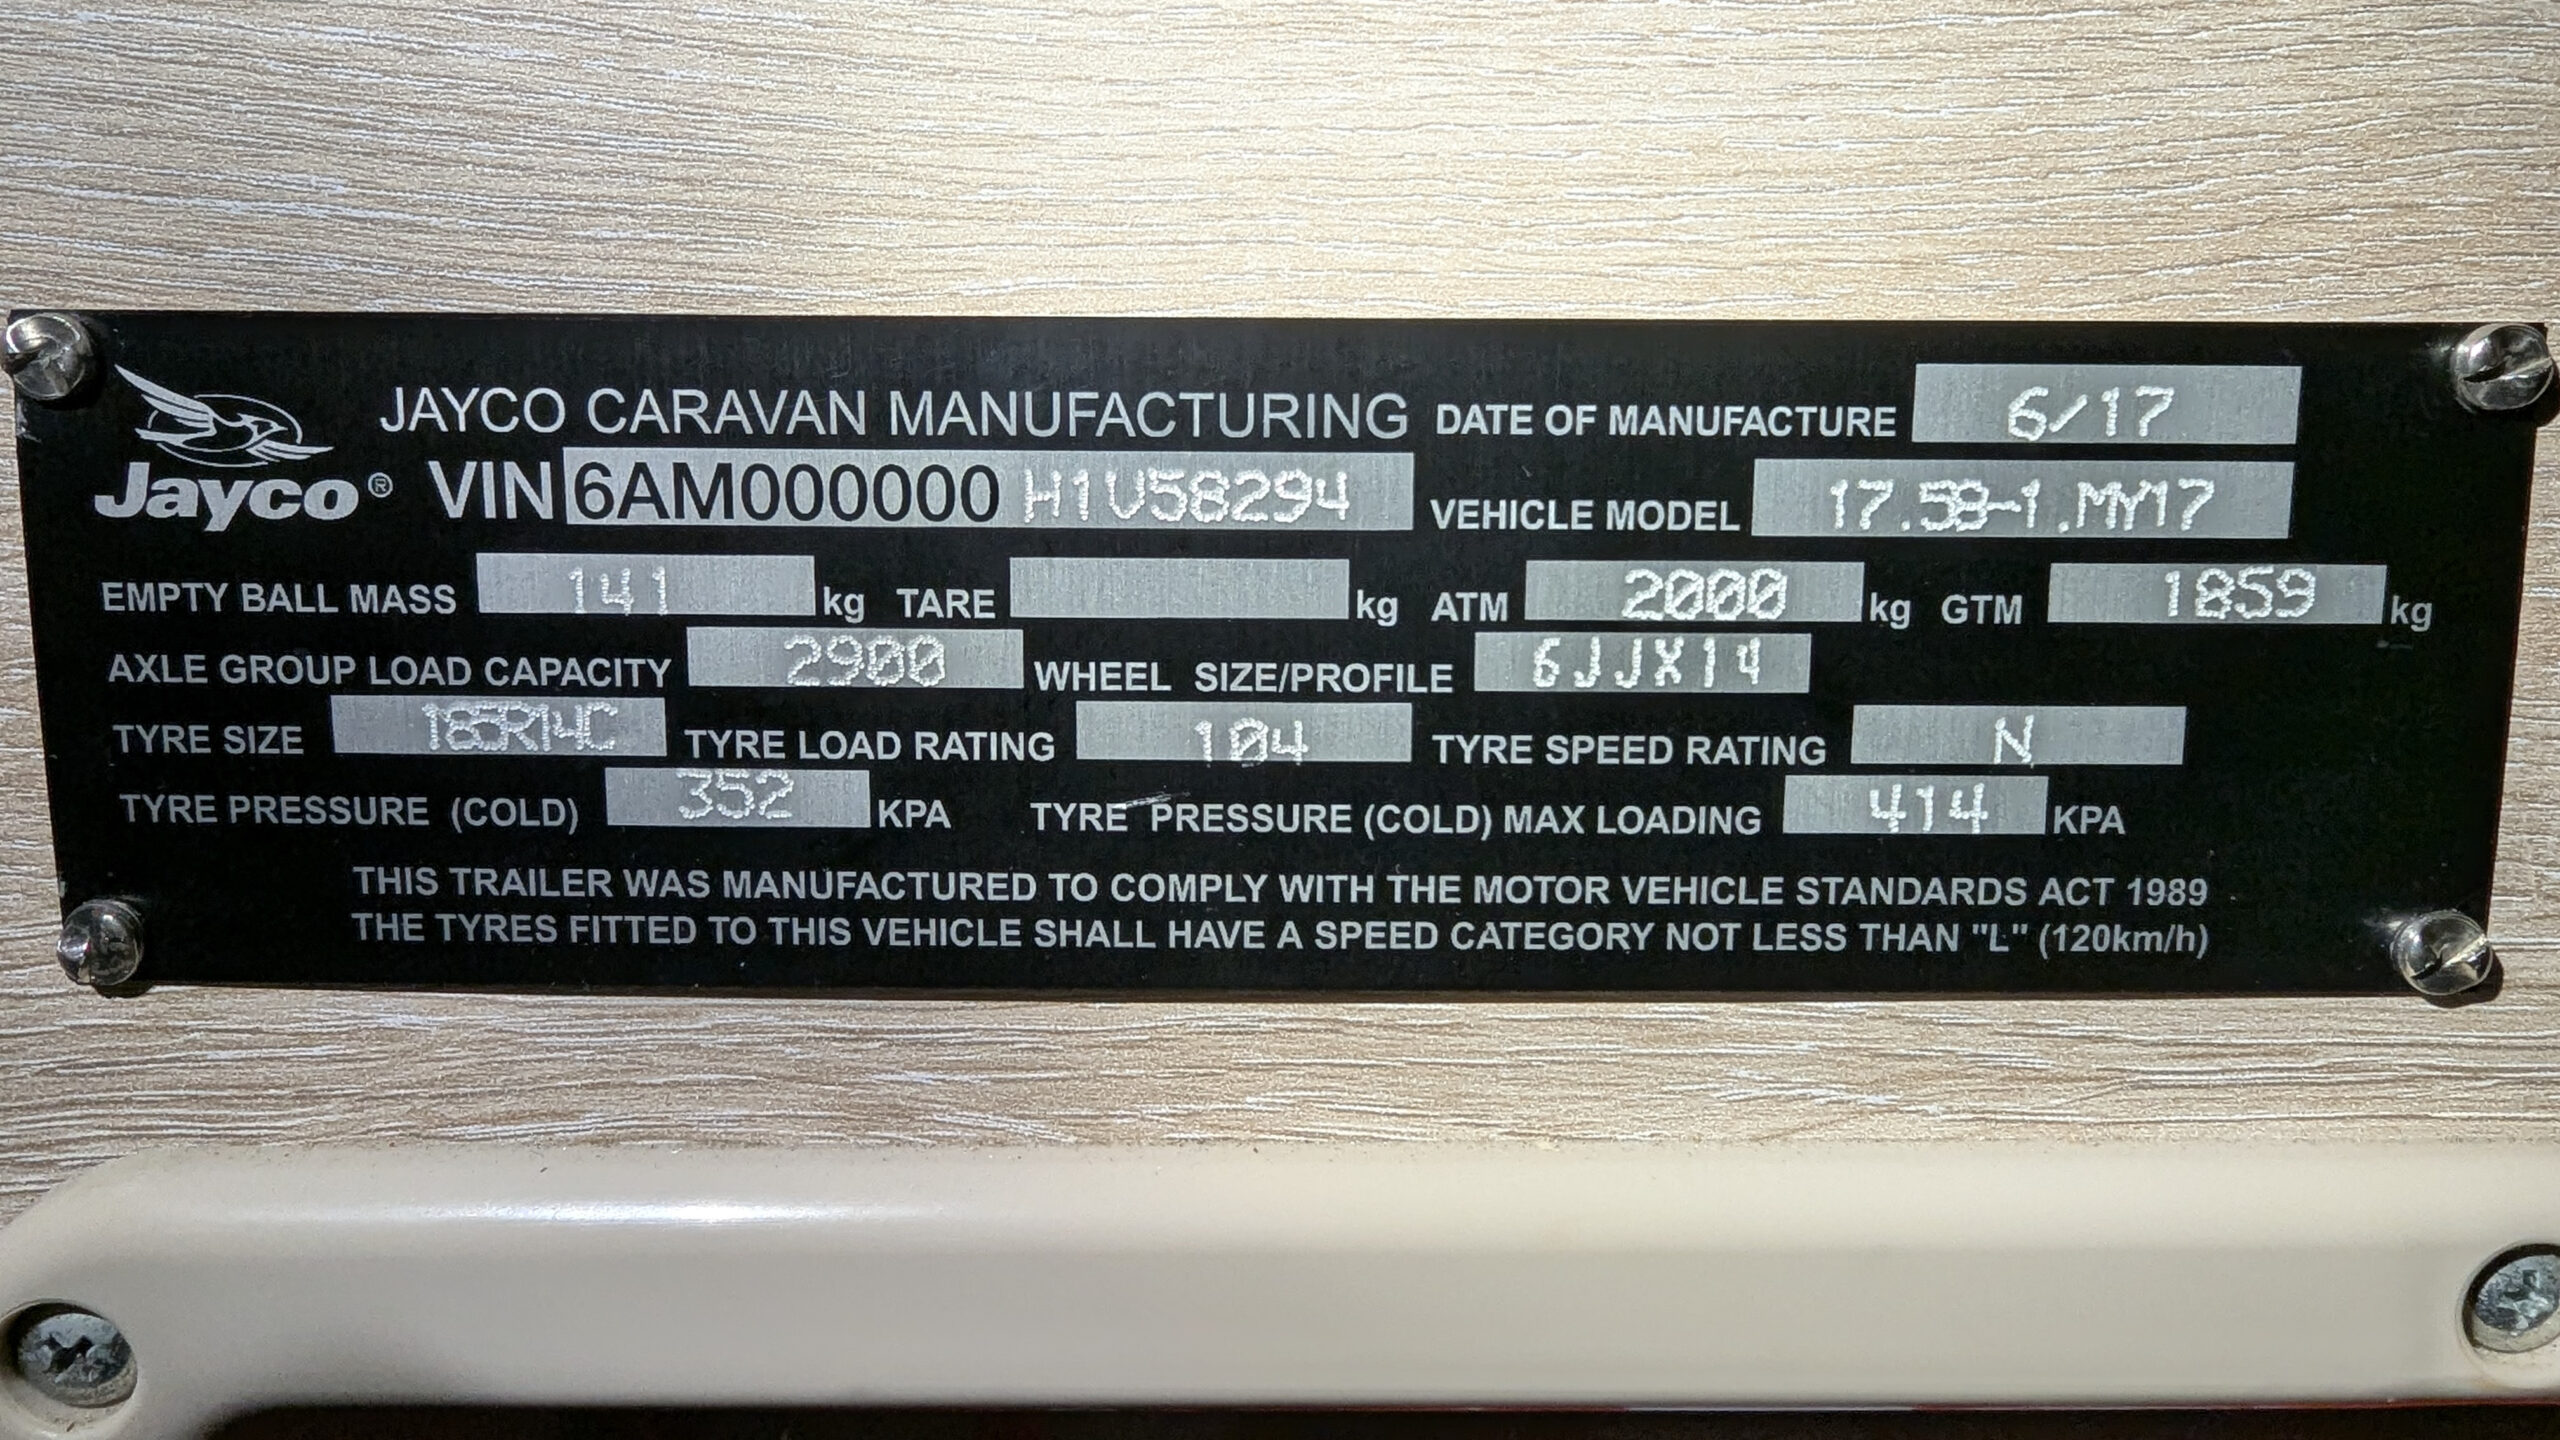 JAYCO CARAVAN MANUFACTURING DATE OF MANUFACTURE 6/17
Jayco® VIN 6AM000000 H1U58294 VEHICLE MODEL 17.58-1.MY17
EMPTY BALL MASS 141 kg TARE kg ATM 2000 kg GTM 1859 kg
AXLE GROUP LOAD CAPACITY 2900 WHEEL SIZE/PROFILE 6JJX14
TYRE SIZE 185R14C TYRE LOAD RATING 104 TYRE SPEED RATING N
TYRE PRESSURE (COLD) 352 KPA TYRE PRESSURE (COLD) MAX LOADING 414 KPA
THIS TRAILER WAS MANUFACTURED TO COMPLY WITH THE MOTOR VEHICLE STANDARDS ACT 1989
THE TYRES FITTED TO THIS VEHICLE SHALL HAVE A SPEED CATEGORY NOT LESS THAN "L" (120km/h)